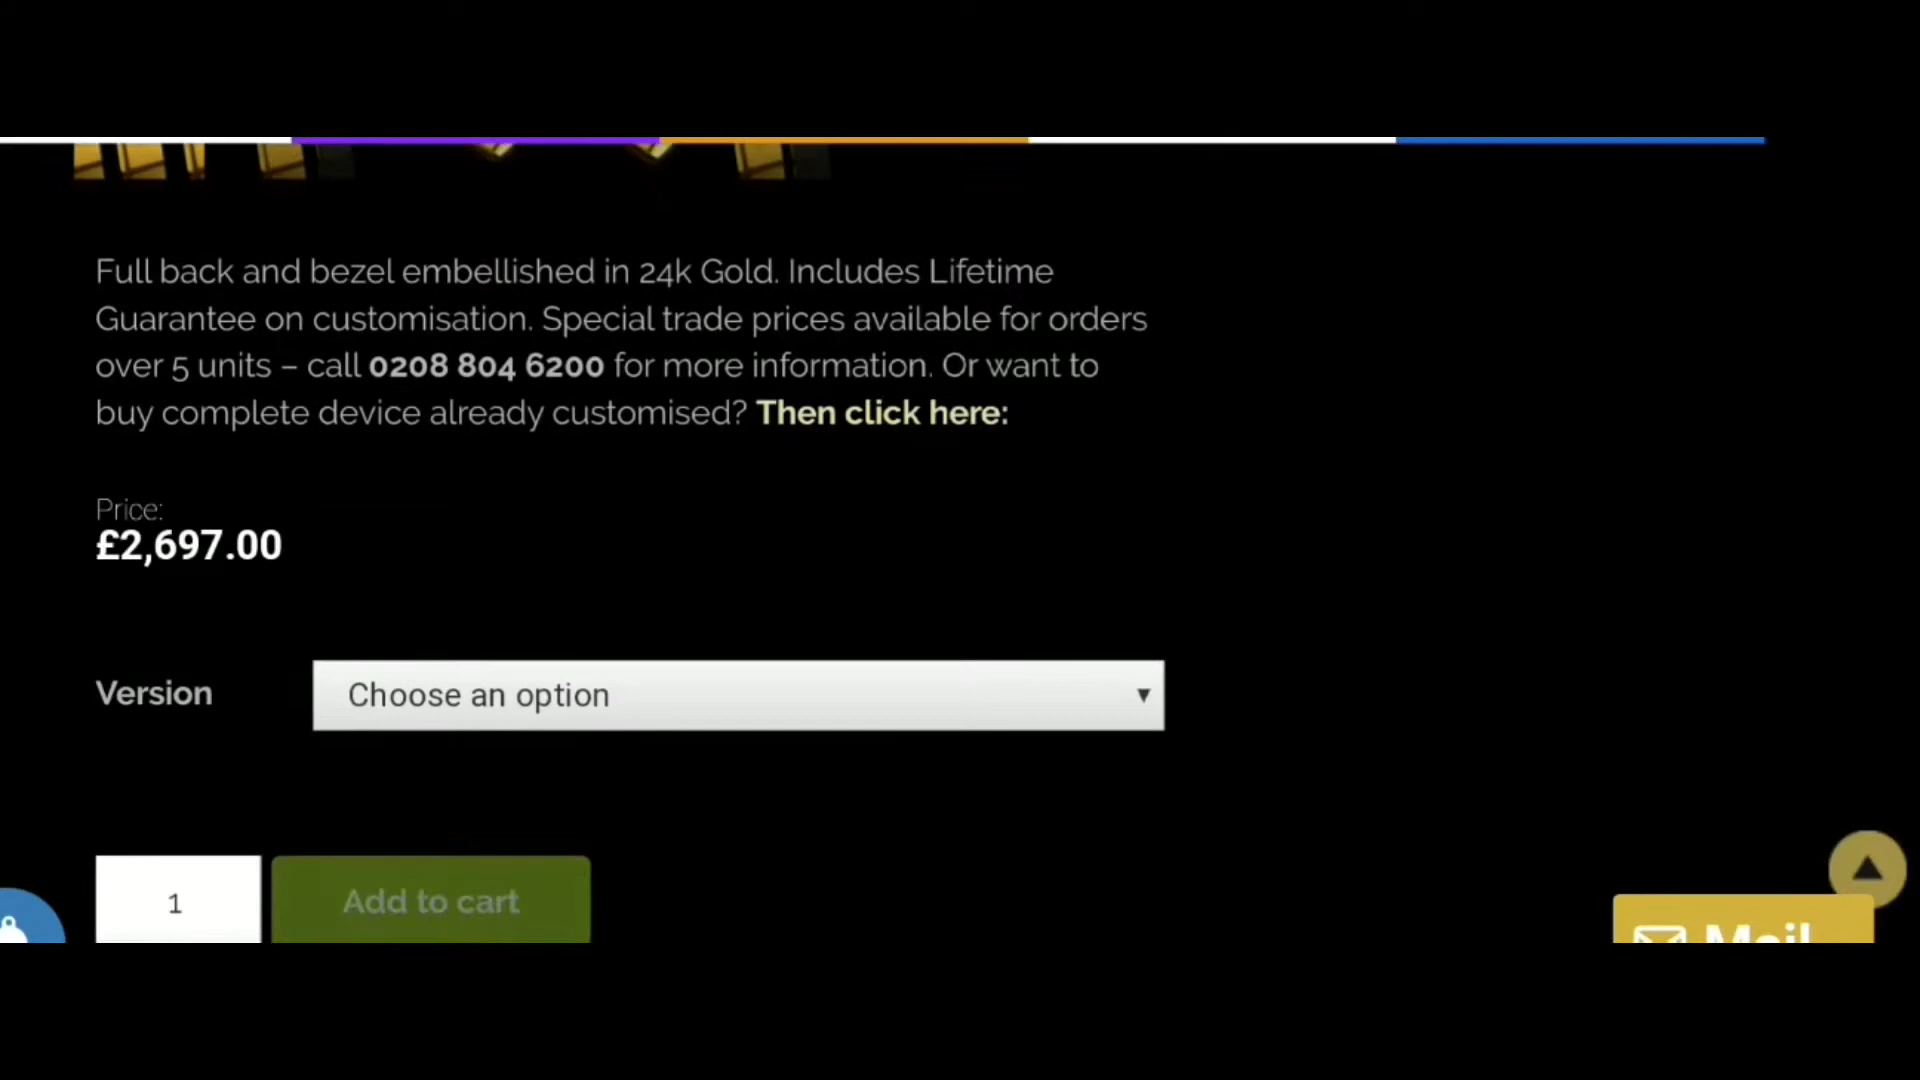 Full back and bezel embellished in 24k Gold. Includes Lifetime
Guarantee on customisation. Special trade prices available for orders
over 5 units – call 0208 804 6200 for more information. Or want to
buy complete device already customised? Then click here:
Price:
£2,697.00
Version
Choose an option
1
Add to cart
Mail